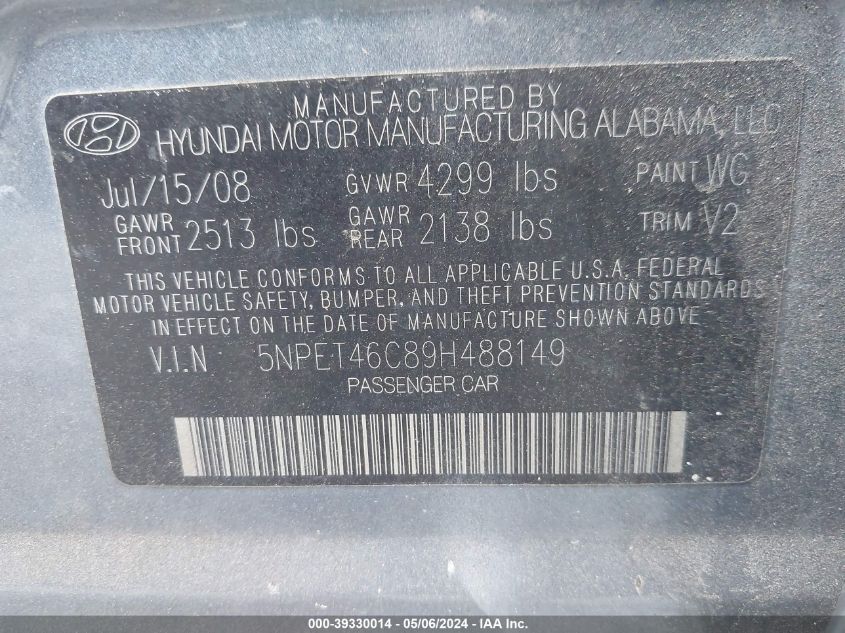 MANUFACTURED BY
HYUNDAI MOTOR MANUFACTURING ALABAMA, LLC
Jul/15/08 GVWR 4299 lbs PAINT WG
GAWR FRONT 2513 lbs GAWR REAR 2138 lbs TRIM V2
THIS VEHICLE CONFORMS TO ALL APPLICABLE U.S.A. FEDERAL
MOTOR VEHICLE SAFETY, BUMPER, AND THEFT PREVENTION STANDARDS
IN EFFECT ON THE DATE OF MANUFACTURE SHOWN ABOVE
V.I.N 5NPET46C89H488149
PASSENGER CAR
000-39330014 - 05/06/2024 - IAA Inc.